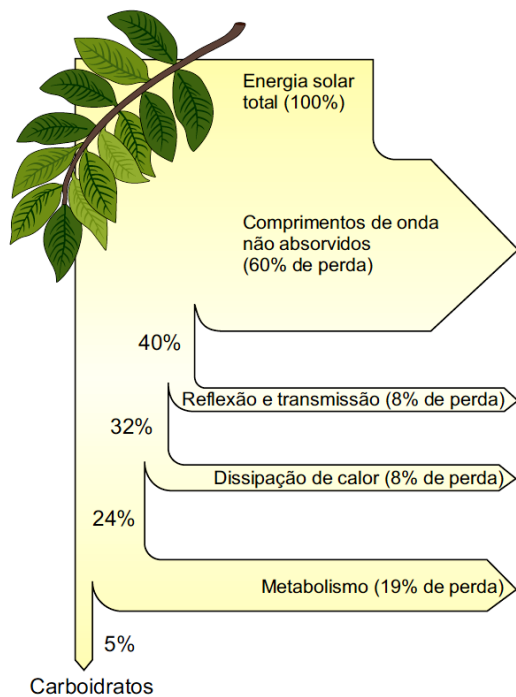 Energia solar
total (100%)
Comprimentos de onda
não absorvidos
(60% de perda)
40%
Reflexão e transmissão (8% de perda)
32%
Dissipação de calor (8% de perda)
24%
Metabolismo (19% de perda)
5%
Carboidratos